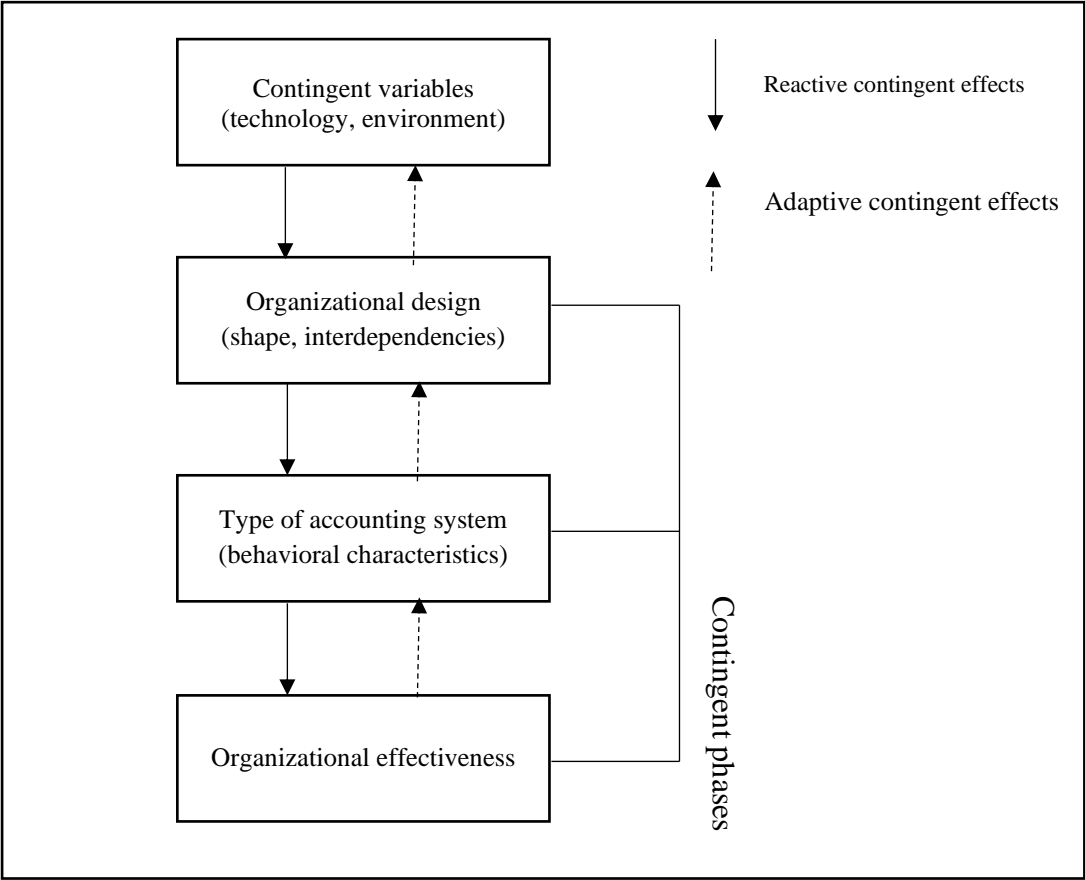 Contingent variables
(technology, environment)
Reactive contingent effects
Adaptive contingent effects
Organizational design
(shape, interdependencies)
Type of accounting system
(behavioral characteristics)
Contingent phases
Organizational effectiveness